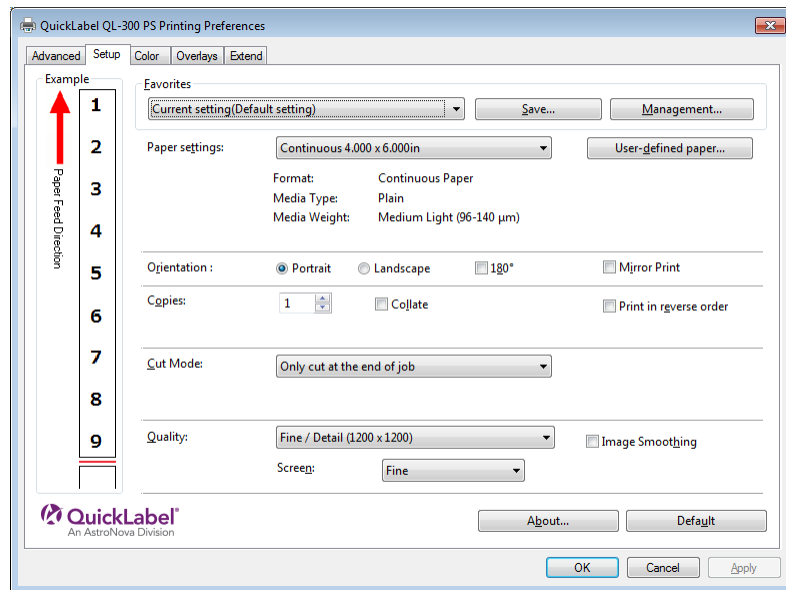 QuickLabel QL-300 PS Printing Preferences
Advanced Setup Color Overlays Extend
Example
Paper Feed Direction
1
2
3
4
5
6
7
8
9
Favorites
Current setting(Default setting) Save... Management...
Paper settings: Continuous 4.000 x 6.000in User-defined paper...
Format: Continuous Paper
Media Type: Plain
Media Weight: Medium Light (96-140 µm)
Orientation : Portrait Landscape 180° Mirror Print
Copies: 1 Collate Print in reverse order
Cut Mode: Only cut at the end of job
Quality: Fine / Detail (1200 x 1200) Image Smoothing
Screen: Fine
QuickLabel®
An AstroNova Division
About... Default
OK Cancel Apply